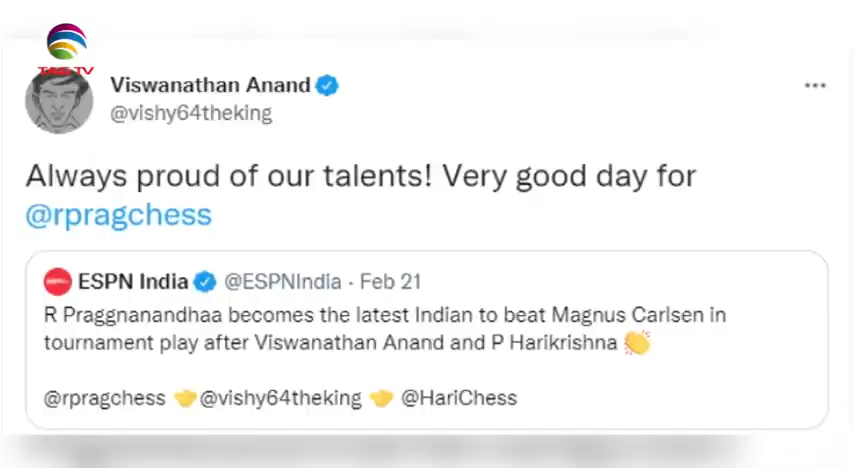 TAG TV
Viswanathan Anand
@vishy64theking
Always proud of our talents! Very good day for
@rpragchess
ESPN India @ESPNIndia · Feb 21
R Praggnanandhaa becomes the latest Indian to beat Magnus Carlsen in
tournament play after Viswanathan Anand and P Harikrishna 👏
@rpragchess 🤝@vishy64theking 🤝 @HariChess